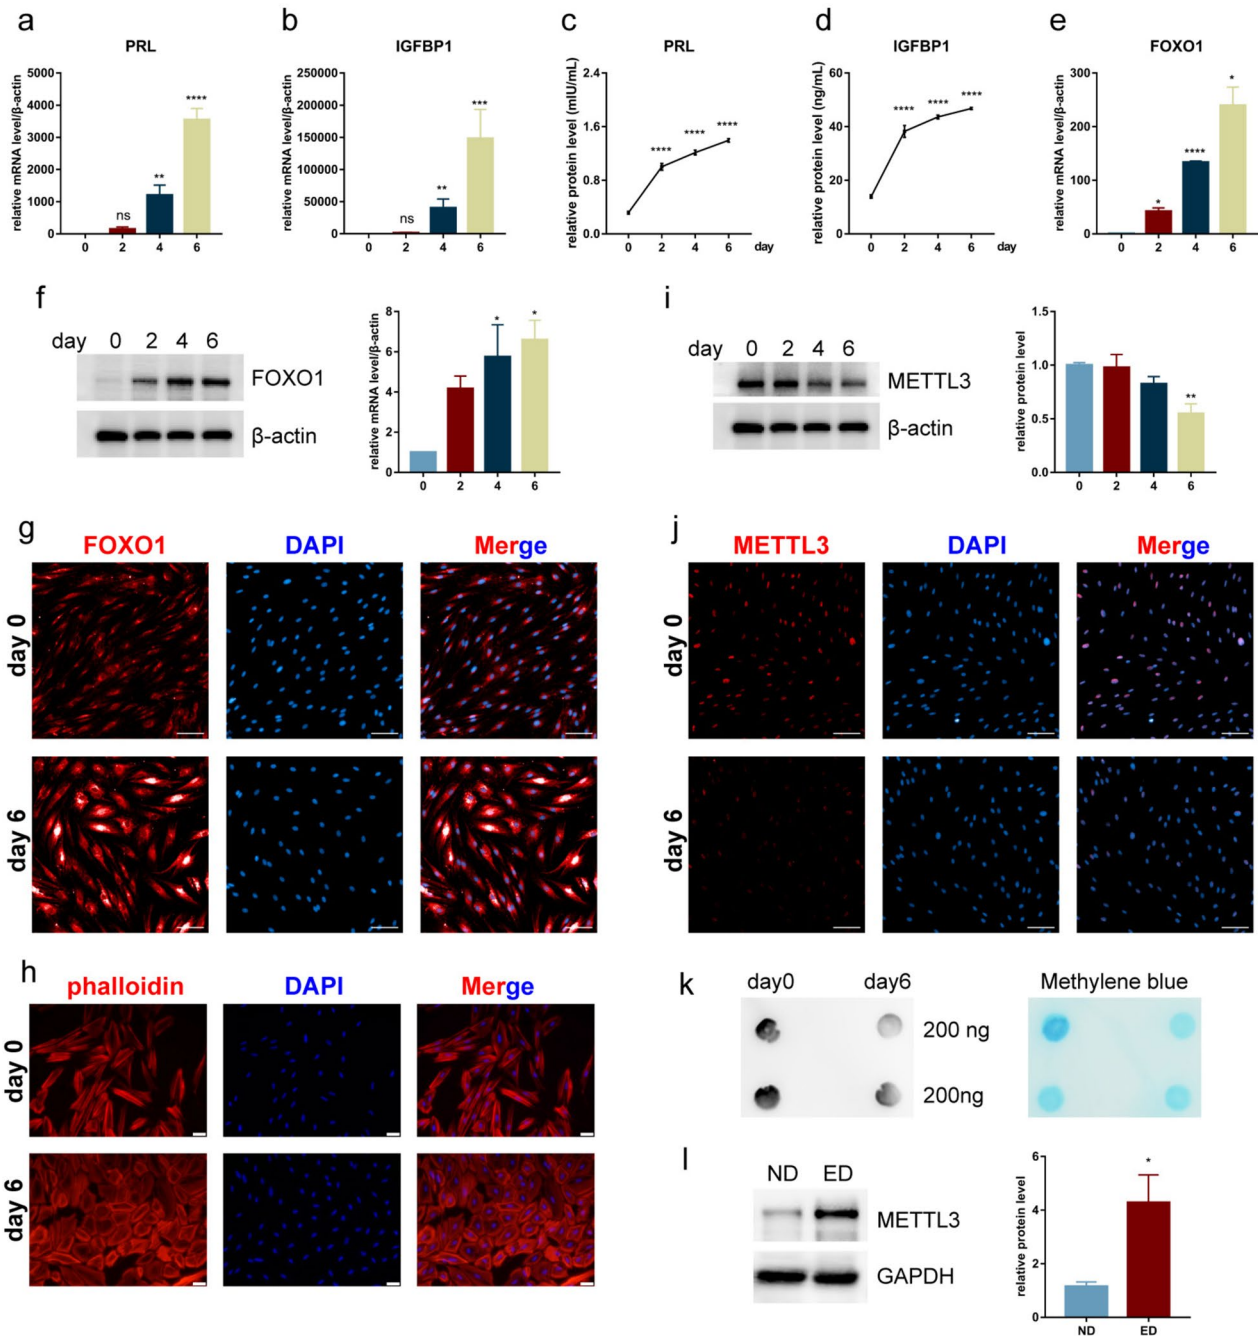 a
PRL
relative mRNA level/β-actin
5000
4000
3000
2000
1000
0
ns
**
****
0 2 4 6
b
IGFBP1
relative mRNA level/β-actin
250000
200000
150000
100000
50000
0
ns
**
***
0 2 4 6
c
PRL
relative protein level (mIU/mL)
2.4
1.6
0.8
0.0
****
****
****
0 2 4 6 day
d
IGFBP1
relative protein level (ng/mL)
60
40
20
0
****
****
****
0 2 4 6 day
e
FOXO1
relative mRNA level/β-actin
300
200
100
0
*
****
*
0 2 4 6
f
day 0 2 4 6
FOXO1
β-actin
relative mRNA level/β-actin
8
6
4
2
0
*
*
0 2 4 6
i
day 0 2 4 6
METTL3
β-actin
relative protein level
1.5
1.0
0.5
0.0
**
0 2 4 6
g
FOXO1 DAPI Merge
day 0
day 6
j
METTL3 DAPI Merge
day 0
day 6
h
phalloidin DAPI Merge
day 0
day 6
k
day0 day6
200 ng
200ng
Methylene blue
l
ND ED
METTL3
GAPDH
relative protein level
6
4
2
0
*
ND ED